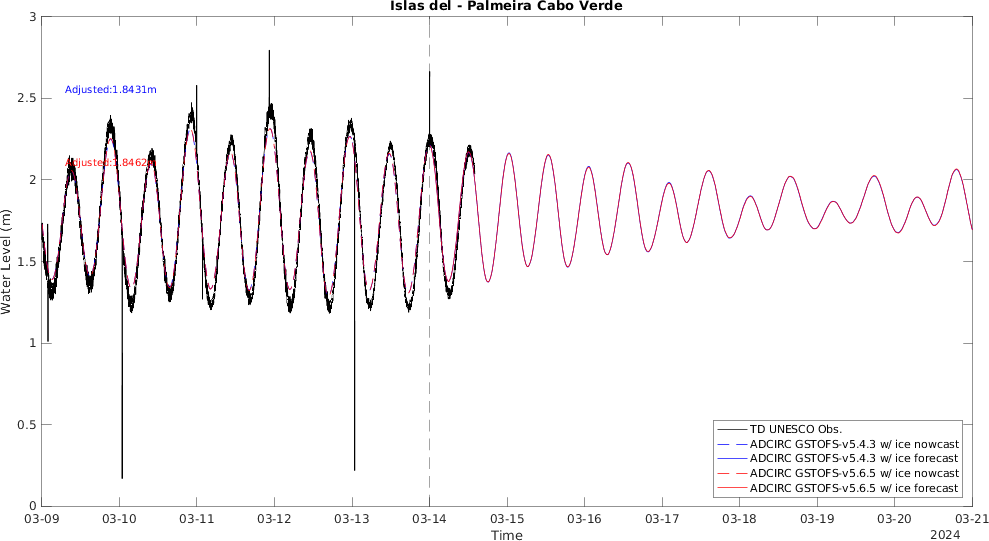 Islas del - Palmeira Cabo Verde
Water Level (m)
3
2.5
2
1.5
1
0.5
0
Adjusted:1.8431m
Adjusted:1.8462m
TD UNESCO Obs.
ADCIRC GSTOFS-v5.4.3 w/ ice nowcast
ADCIRC GSTOFS-v5.4.3 w/ ice forecast
ADCIRC GSTOFS-v5.6.5 w/ ice nowcast
ADCIRC GSTOFS-v5.6.5 w/ ice forecast
03-09 03-10 03-11 03-12 03-13 03-14 03-15 03-16 03-17 03-18 03-19 03-20 03-21
Time
2024